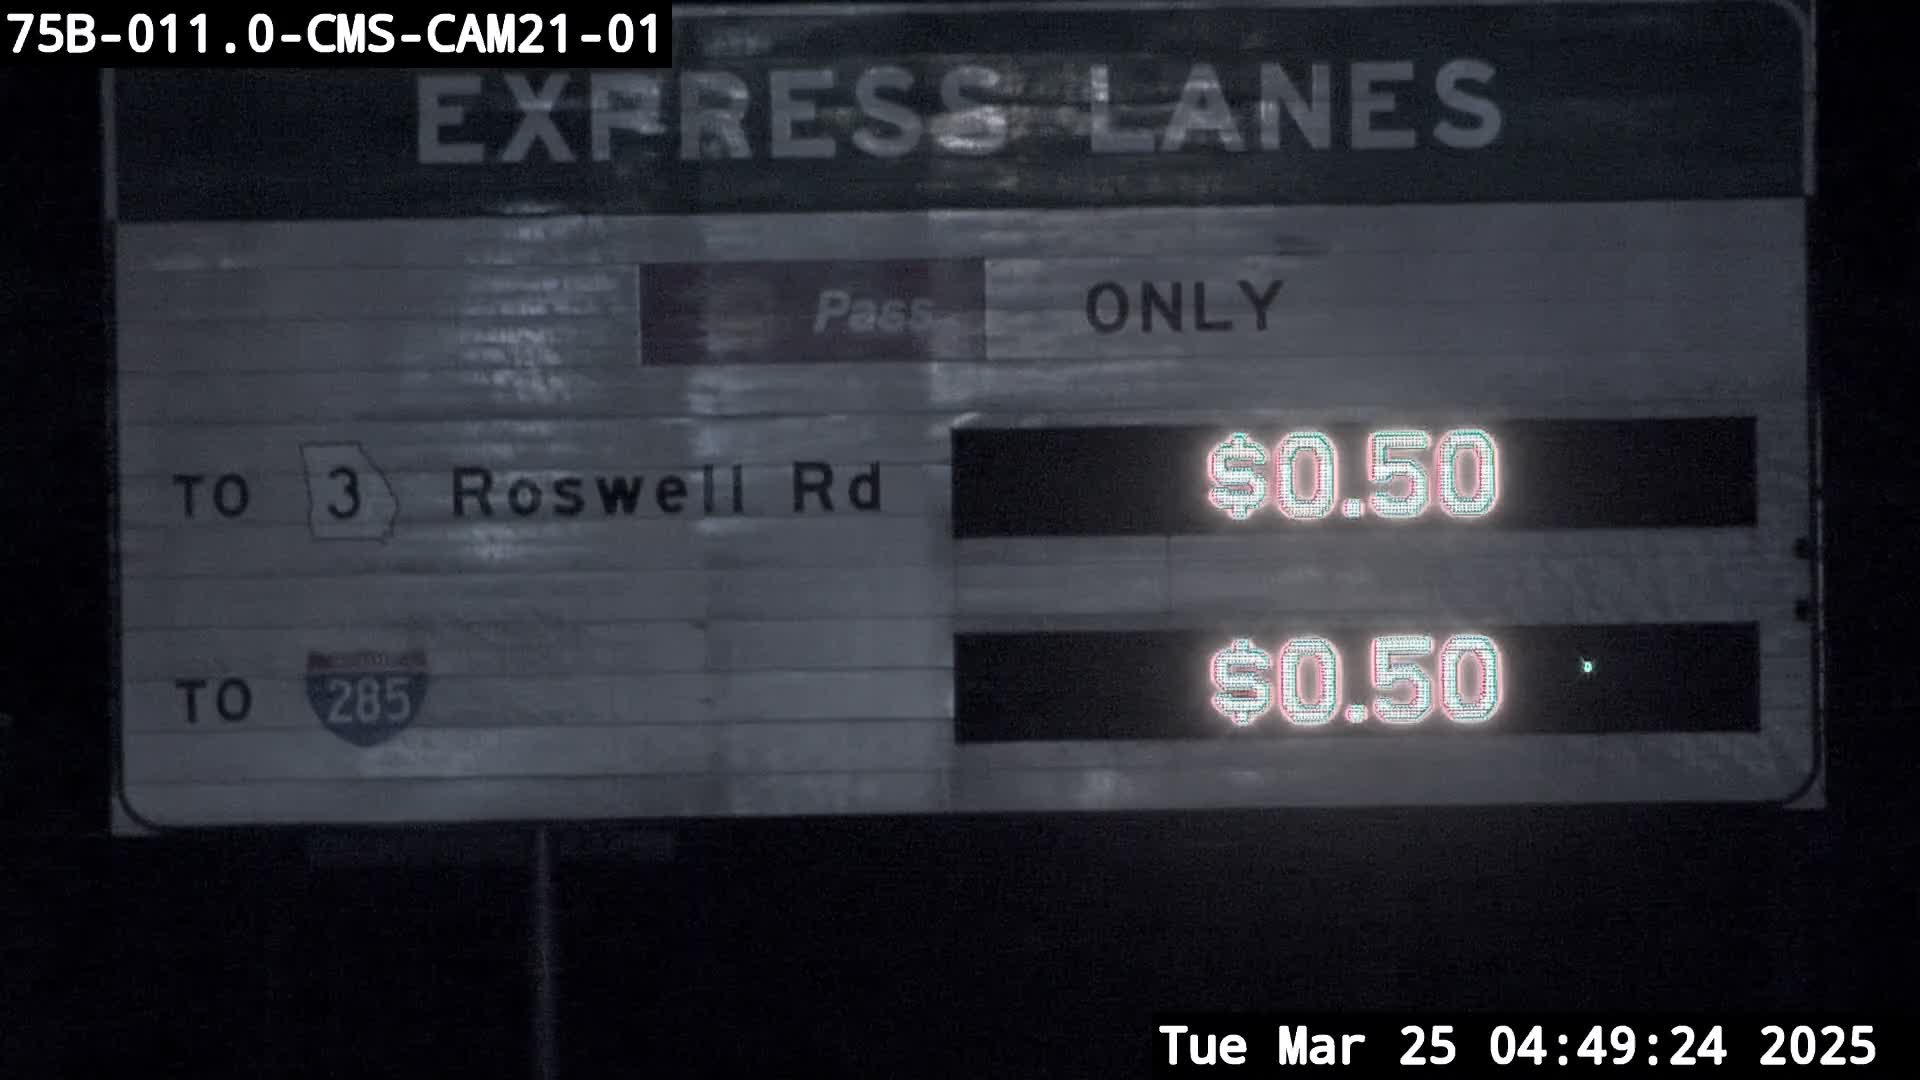 75B-011.0-CMS-CAM21-01
EXPRESS LANES
Pass ONLY
TO 3 Roswell Rd $0.50
TO 285 $0.50
Tue Mar 25 04:49:24 2025